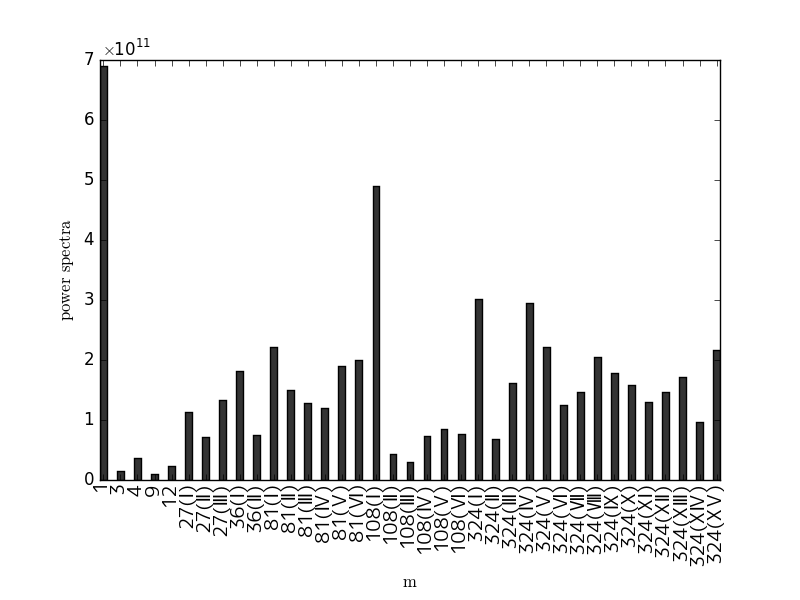 ×10¹¹
7
6
5
4
3
2
1
0
power spectra
1
3
4
9
12
27(I)
27(II)
27(III)
36(I)
36(II)
81(I)
81(II)
81(III)
81(IV)
81(V)
81(VI)
108(I)
108(II)
108(III)
108(IV)
108(V)
108(VI)
324(I)
324(II)
324(III)
324(IV)
324(V)
324(VI)
324(VII)
324(VIII)
324(IX)
324(X)
324(XI)
324(XII)
324(XIII)
324(XIV)
324(XV)
m